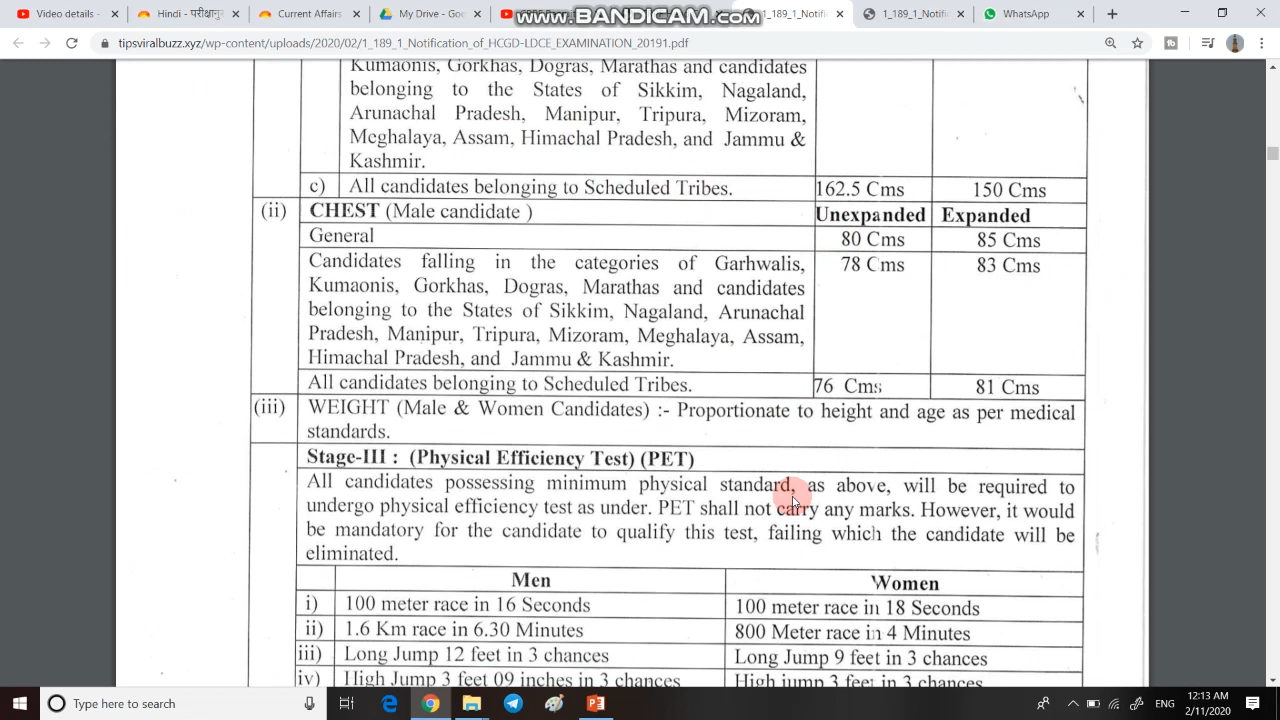 Video details
Hindi - 
Current Affairs
My Drive - Goo
www.BANDICAM.com
1_189_1_Notifi
1_189_1_Notifi
WhatsApp
tipsviralbuzz.xyz/wp-content/uploads/2020/02/1_189_1_Notification_of_HCGD-LDCE_EXAMINATION_20191.pdf
Kumaonis, Gorkhas, Dogras, Marathas and candidates
belonging to the States of Sikkim, Nagaland,
Arunachal Pradesh, Manipur, Tripura, Mizoram,
Meghalaya, Assam, Himachal Pradesh, and Jammu &
Kashmir.
c) All candidates belonging to Scheduled Tribes. 162.5 Cms 150 Cms
(ii) CHEST (Male candidate ) Unexpanded Expanded
General 80 Cms 85 Cms
Candidates falling in the categories of Garhwalis, 78 Cms 83 Cms
Kumaonis, Gorkhas, Dogras, Marathas and candidates
belonging to the States of Sikkim, Nagaland, Arunachal
Pradesh, Manipur, Tripura, Mizoram, Meghalaya, Assam,
Himachal Pradesh, and Jammu & Kashmir.
All candidates belonging to Scheduled Tribes. 76 Cms 81 Cms
(iii) WEIGHT (Male & Women Candidates) :- Proportionate to height and age as per medical
standards.
Stage-III : (Physical Efficiency Test) (PET)
All candidates possessing minimum physical standard, as above, will be required to
undergo physical efficiency test as under. PET shall not carry any marks. However, it would
be mandatory for the candidate to qualify this test, failing which the candidate will be
eliminated.
Men Women
i) 100 meter race in 16 Seconds 100 meter race in 18 Seconds
ii) 1.6 Km race in 6.30 Minutes 800 Meter race in 4 Minutes
iii) Long Jump 12 feet in 3 chances Long Jump 9 feet in 3 chances
iv) High Jump 3 feet 09 inches in 3 chances High jump 3 feet in 3 chances
Type here to search
ENG
12:13 AM
2/11/2020